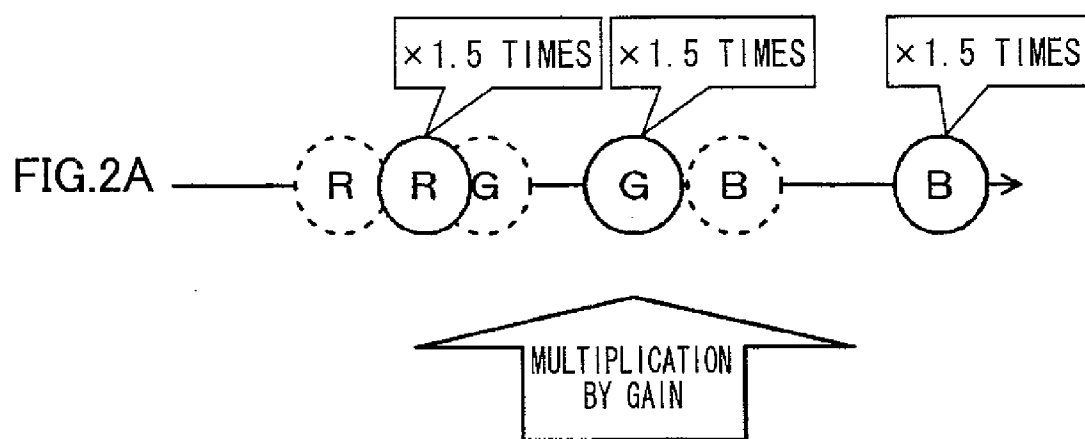 ×1.5 TIMES ×1.5 TIMES ×1.5 TIMES
FIG.2A R R G G B B
MULTIPLICATION
BY GAIN